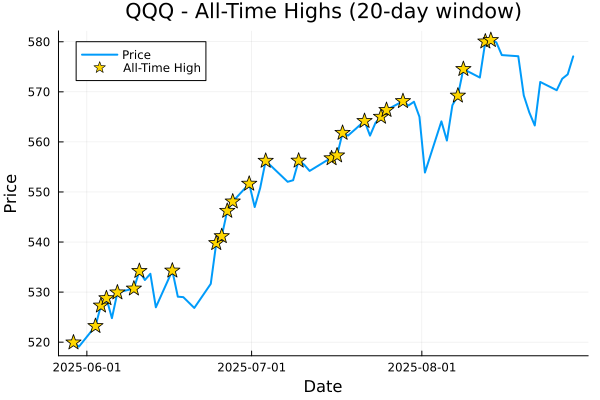 QQQ - All-Time Highs (20-day window)
Price
All-Time High
580
570
560
550
540
530
520
Price
2025-06-01
2025-07-01
2025-08-01
Date